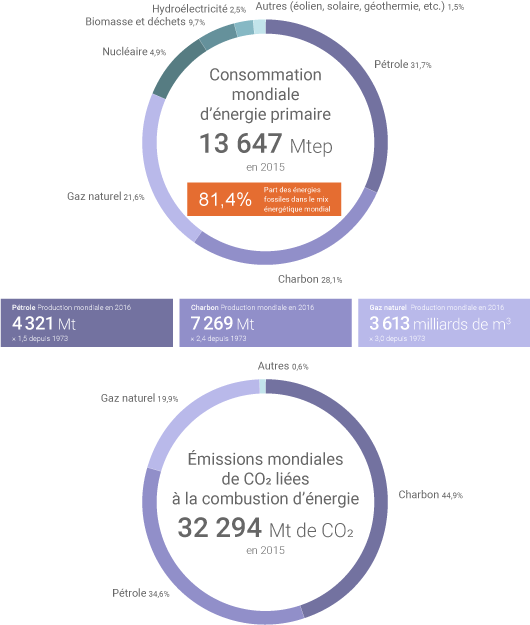 Hydroélectricité 2,5%
Autres (éolien, solaire, géothermie, etc.) 1,5%
Biomasse et déchets 9,7%
Nucléaire 4,9%
Pétrole 31,7%
Consommation
mondiale
d’énergie primaire
13 647 Mtep
en 2015
81,4%
Part des énergies
fossiles dans le mix
énergétique mondial
Gaz naturel 21,6%
Charbon 28,1%
Pétrole Production mondiale en 2016
4 321 Mt
× 1,5 depuis 1973
Charbon Production mondiale en 2016
7 269 Mt
× 2,4 depuis 1973
Gaz naturel Production mondiale en 2016
3 613 milliards de m³
× 3,0 depuis 1973
Autres 0,6%
Gaz naturel 19,9%
Émissions mondiales
de CO₂ liées
à la combustion d’énergie
32 294 Mt de CO₂
en 2015
Charbon 44,9%
Pétrole 34,6%